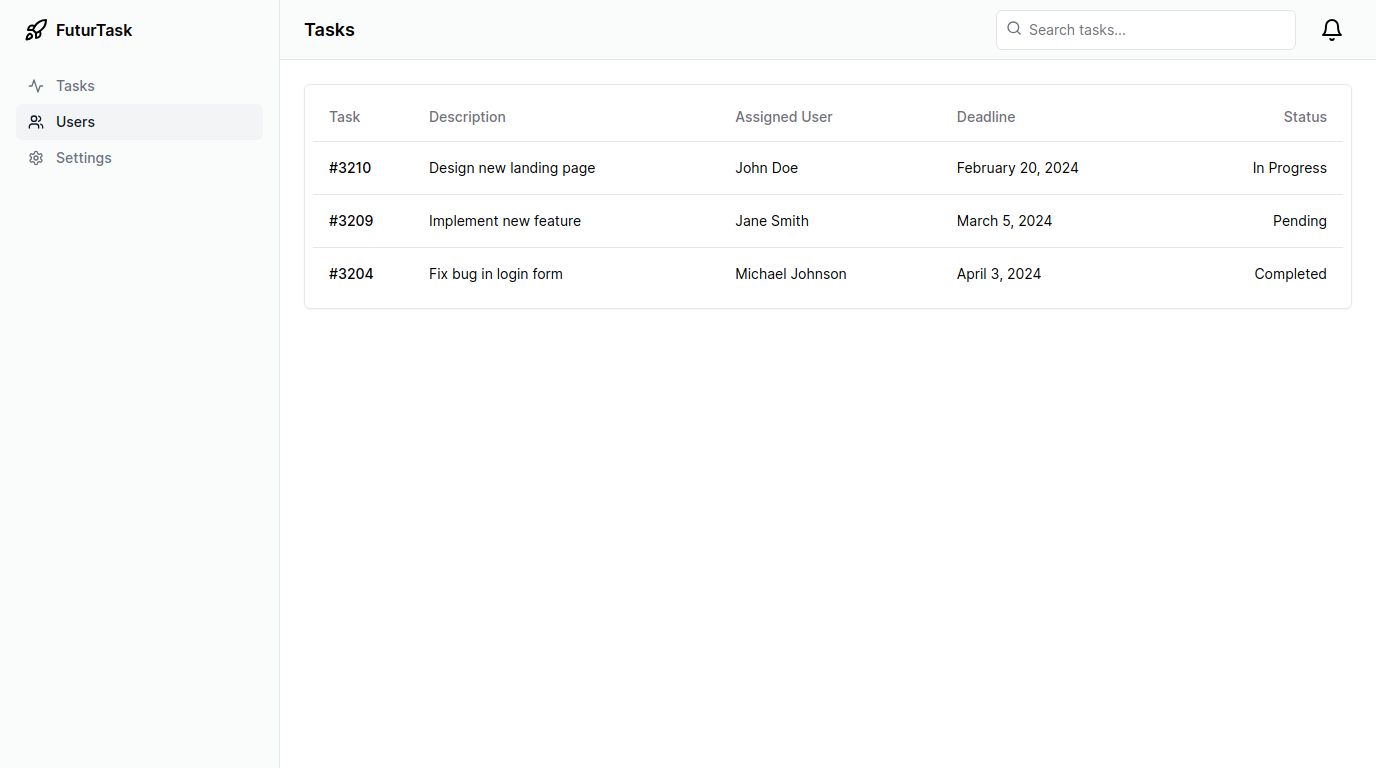 FuturTask
Tasks
Users
Settings
Tasks
Search tasks...
Task Description Assigned User Deadline Status
#3210 Design new landing page John Doe February 20, 2024 In Progress
#3209 Implement new feature Jane Smith March 5, 2024 Pending
#3204 Fix bug in login form Michael Johnson April 3, 2024 Completed